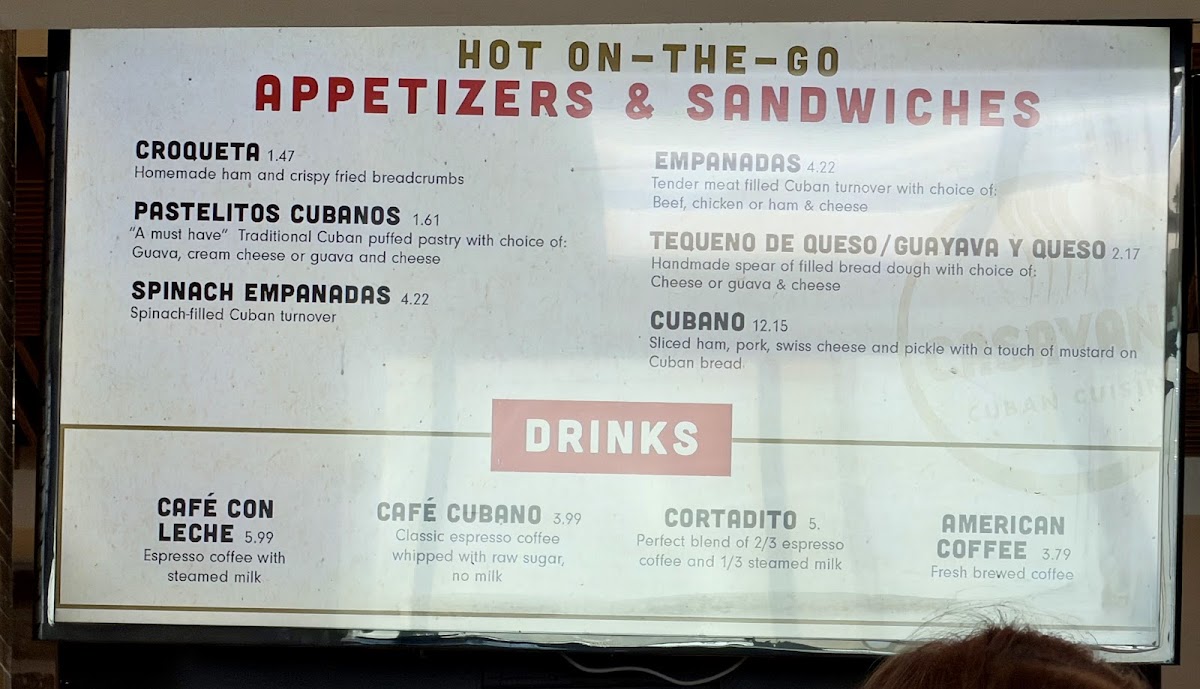 HOT ON-THE-GO
APPETIZERS & SANDWICHES
CROQUETA 1.47
Homemade ham and crispy fried breadcrumbs
PASTELITOS CUBANOS 1.61
"A must have" Traditional Cuban puffed pastry with choice of:
Guava, cream cheese or guava and cheese
SPINACH EMPANADAS 4.22
Spinach-filled Cuban turnover
EMPANADAS 4.22
Tender meat filled Cuban turnover with choice of:
Beef, chicken or ham & cheese
TEQUENO DE QUESO/GUAYAVA Y QUESO 2.17
Handmade spear of filled bread dough with choice of:
Cheese or guava & cheese
CUBANO 12.15
Sliced ham, pork, swiss cheese and pickle with a touch of mustard on
Cuban bread
CUBAN
DRINKS
CAFÉ CON
LECHE 5.99
Espresso coffee with
steamed milk
CAFÉ CUBANO 3.99
Classic espresso coffee
whipped with raw sugar,
no milk
CORTADITO 5.
Perfect blend of 2/3 espresso
coffee and 1/3 steamed milk
AMERICAN
COFFEE 3.79
Fresh brewed coffee